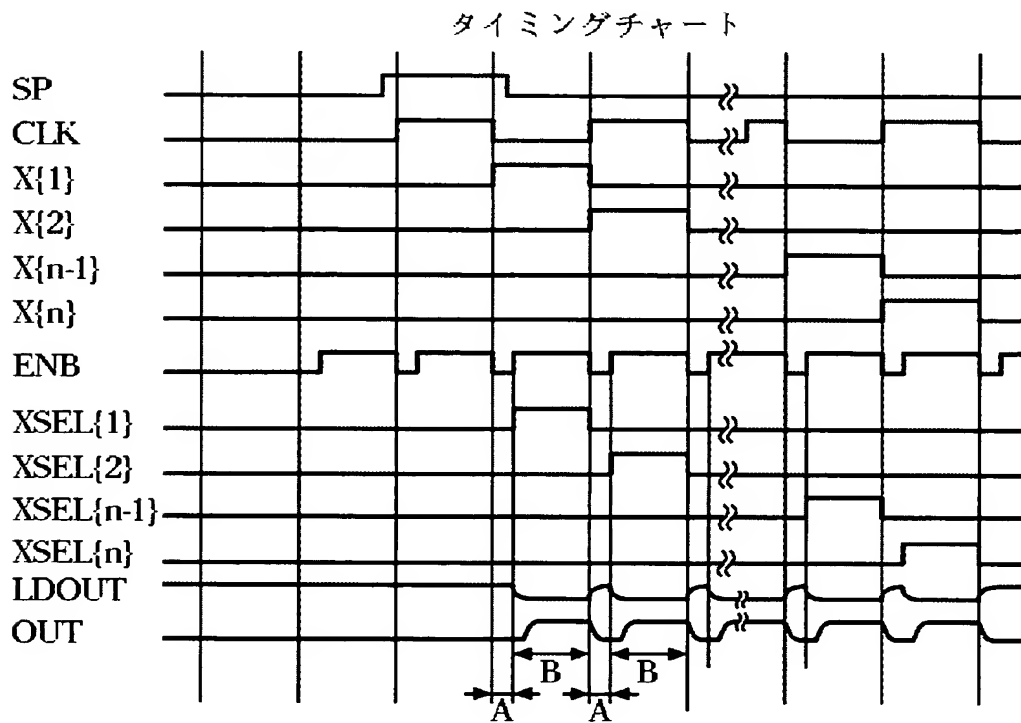 タイミングチャート
SP
CLK
X{1}
X{2}
X{n-1}
X{n}
ENB
XSEL{1}
XSEL{2}
XSEL{n-1}
XSEL{n}
LDOUT
OUT
B B
A A